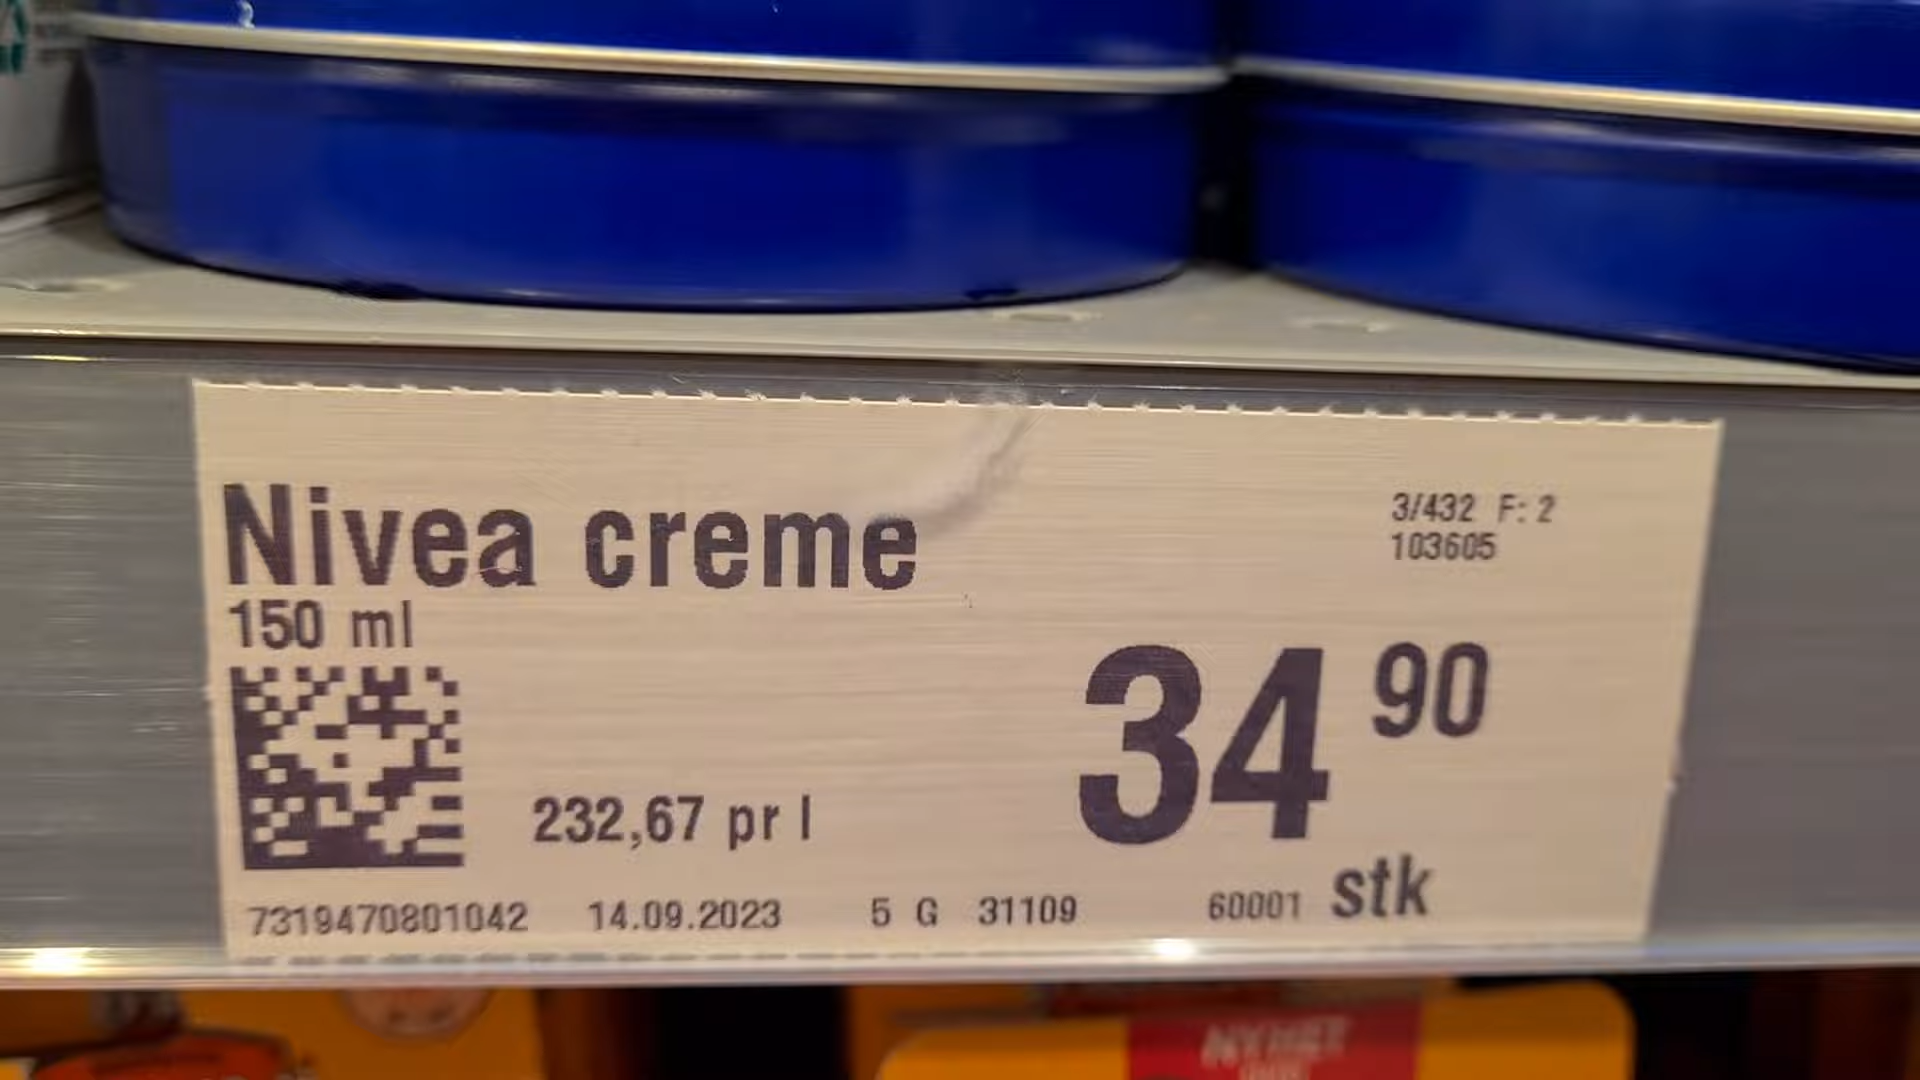 Nivea creme
150 ml
3/432 F: 2
103605
34 90
232,67 pr l
stk
7319470801042 14.09.2023 5 G 31109 60001
NYHET